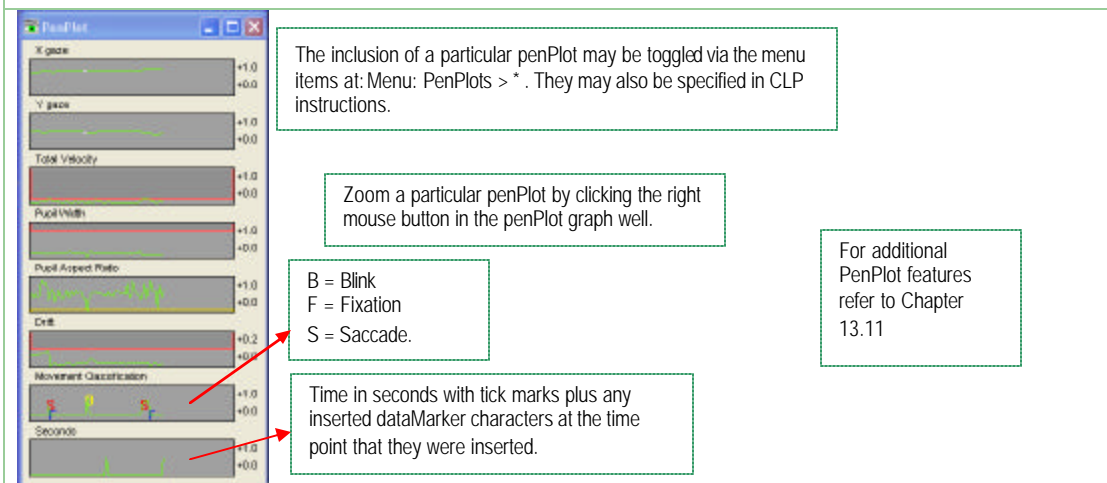 PenPlot
X gaze
+1.0
+0.0
Y gaze
+1.0
+0.0
Total Velocity
+1.0
+0.0
Pupil Width
+1.0
+0.0
Pupil Aspect Ratio
+1.0
+0.0
Drift
+0.2
+0.0
Movement Classification
S
S
+1.0
+0.0
Seconds
+1.0
+0.0
The inclusion of a particular penPlot may be toggled via the menu
items at: Menu: PenPlots > * . They may also be specified in CLP
instructions.
Zoom a particular penPlot by clicking the right
mouse button in the penPlot graph well.
B = Blink
F = Fixation
S = Saccade.
Time in seconds with tick marks plus any
inserted dataMarker characters at the time
point that they were inserted.
For additional
PenPlot features
refer to Chapter
13.11